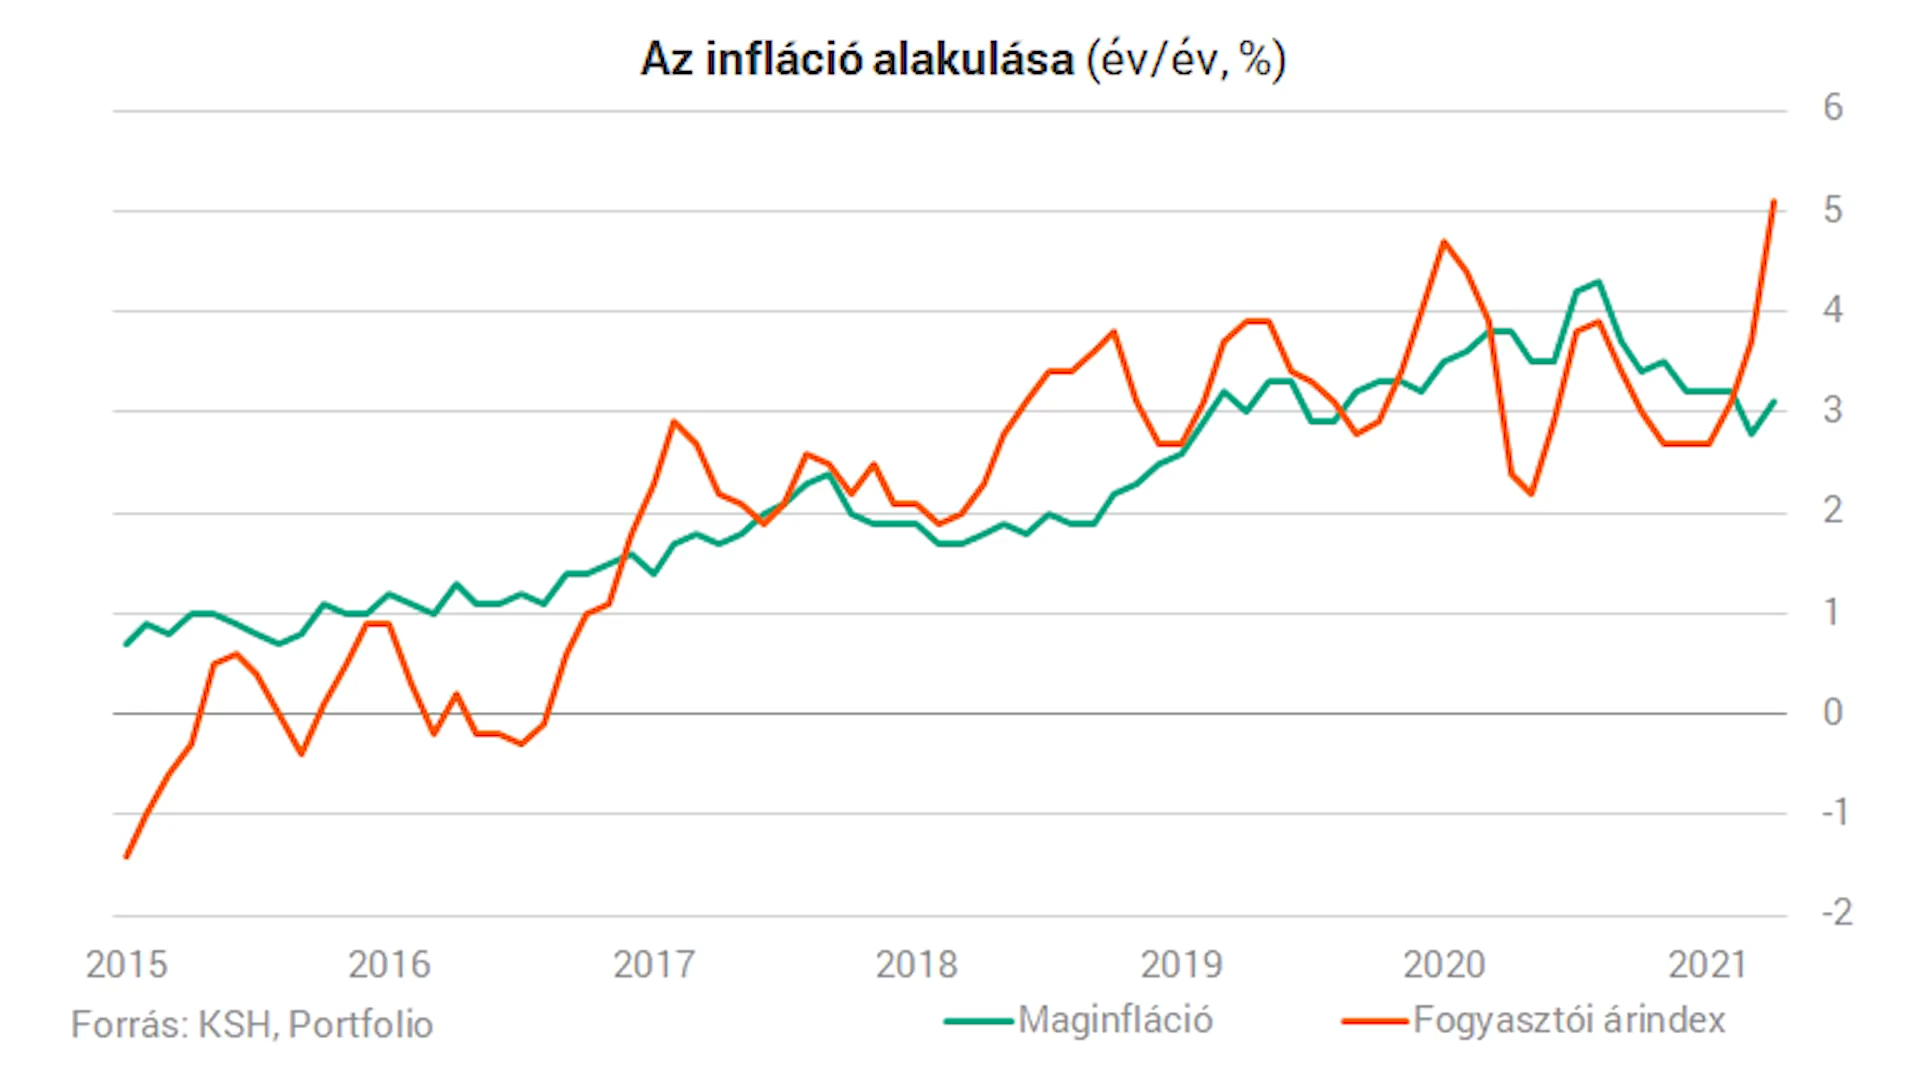 Az infláció alakulása (év/év, %)
6
5
4
3
2
1
0
-1
-2
2015 2016 2017 2018 2019 2020 2021
Forrás: KSH, Portfolio
Maginfláció Fogyasztói árindex